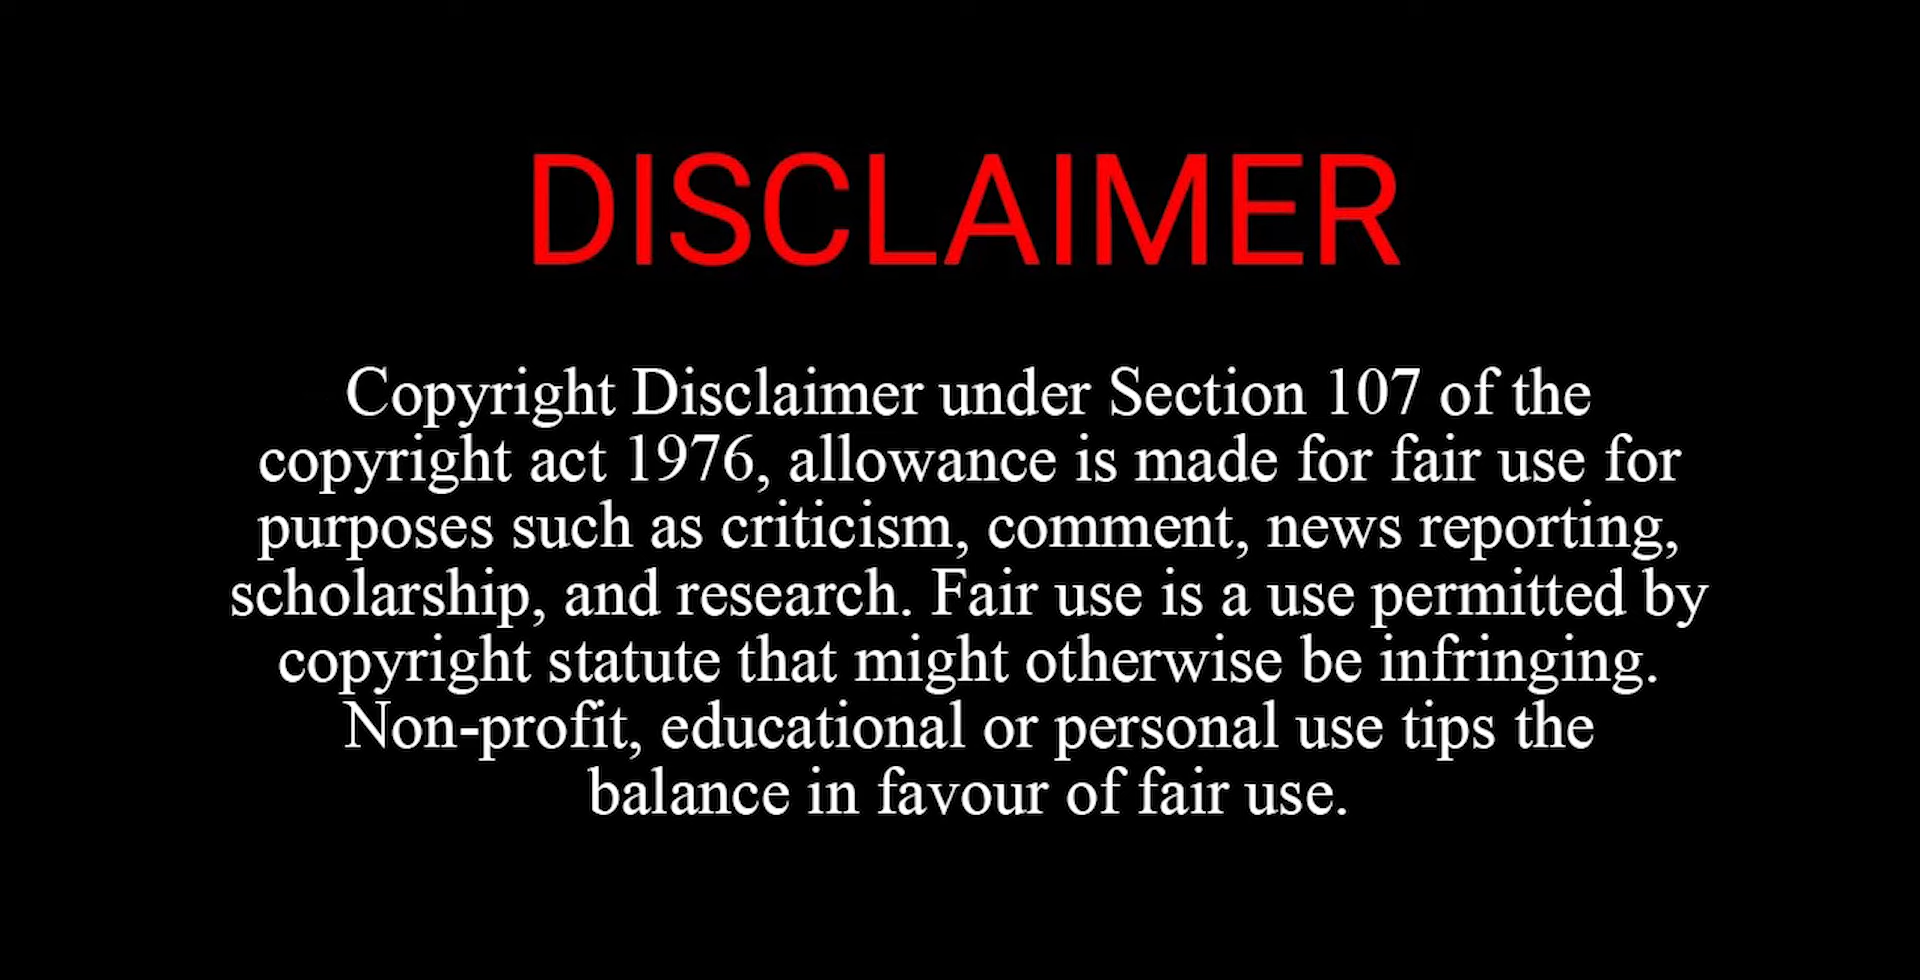 DISCLAIMER
Copyright Disclaimer under Section 107 of the
copyright act 1976, allowance is made for fair use for
purposes such as criticism, comment, news reporting,
scholarship, and research. Fair use is a use permitted by
copyright statute that might otherwise be infringing.
Non-profit, educational or personal use tips the
balance in favour of fair use.